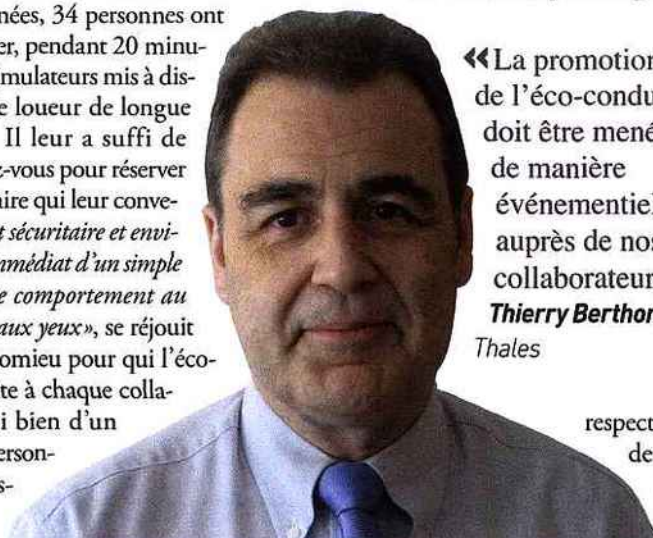 nées, 34 personnes ont
er, pendant 20 minu-
mulateurs mis à dis-
e loueur de longue
Il leur a suffi de
z-vous pour réserver
aire qui leur conve-
t sécuritaire et envi-
mmédiat d'un simple
e comportement au
aux yeux», se réjouit
omieu pour qui l'éco-
te à chaque colla-
i bien d'un
erson-
s-
«La promotion
de l'éco-condu
doit être mené
de manière
événementiel
auprès de nos
collaborateur
Thierry Berthor
Thales
respect
de